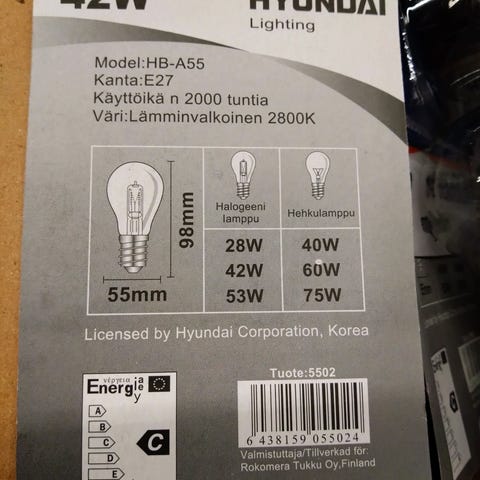 42W
HYUNDAI
Lighting
Model:HB-A55
Kanta:E27
Käyttöikä n 2000 tuntia
Väri:Lämminvalkoinen 2800K
98mm
55mm
Halogeeni
lamppu
Hehkulamppu
28W 40W
42W 60W
53W 75W
Licensed by Hyundai Corporation, Korea
Tuote:5502
6 438159 055024
Valmistuttaja/Tillverkad för:
Rokomera Tukku Oy,Finland
Energ
y
ie
νέργεια
A
B
C
D
E
C